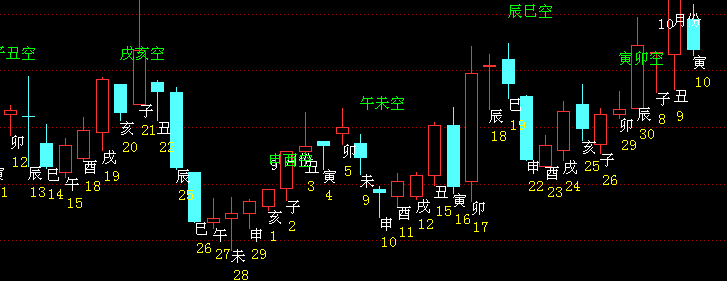 辰巳空
10月份
子丑空
戌亥空
寅卯空
午未空
寅
1
卯
12
辰
13
巳
14
午
15
酉
18
戌
19
亥
20
子
21
丑
22
辰
25
巳
26
午
27
未
28
申
29
亥
1
子
2
丑
3
寅
4
卯
5
未
9
申
10
酉
11
戌
12
丑
15
寅
16
卯
17
辰
18
巳
19
申
22
酉
23
戌
24
亥
25
子
26
卯
29
辰
30
子
8
丑
9
寅
10